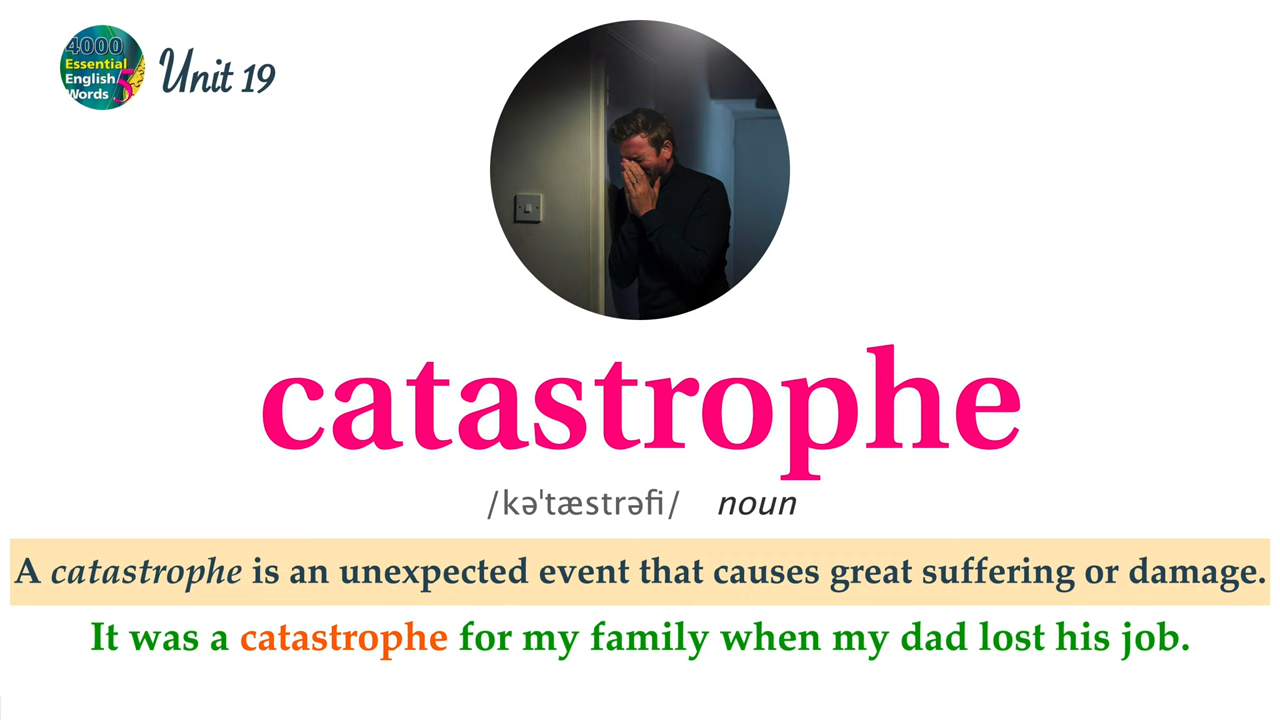 4000
Essential
English
Words 5
Unit 19
catastrophe
/kəˈtæstrəfi/ noun
A catastrophe is an unexpected event that causes great suffering or damage.
It was a catastrophe for my family when my dad lost his job.